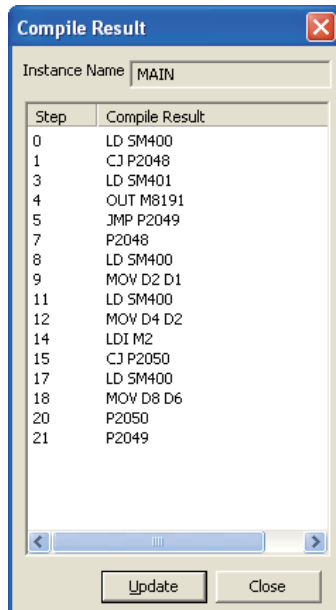 Compile Result
Instance Name MAIN
Step Compile Result
0 LD SM400
1 CJ P2048
3 LD SM401
4 OUT M8191
5 JMP P2049
7 P2048
8 LD SM400
9 MOV D2 D1
11 LD SM400
12 MOV D4 D2
14 LDI M2
15 CJ P2050
17 LD SM400
18 MOV D8 D6
20 P2050
21 P2049
Update Close